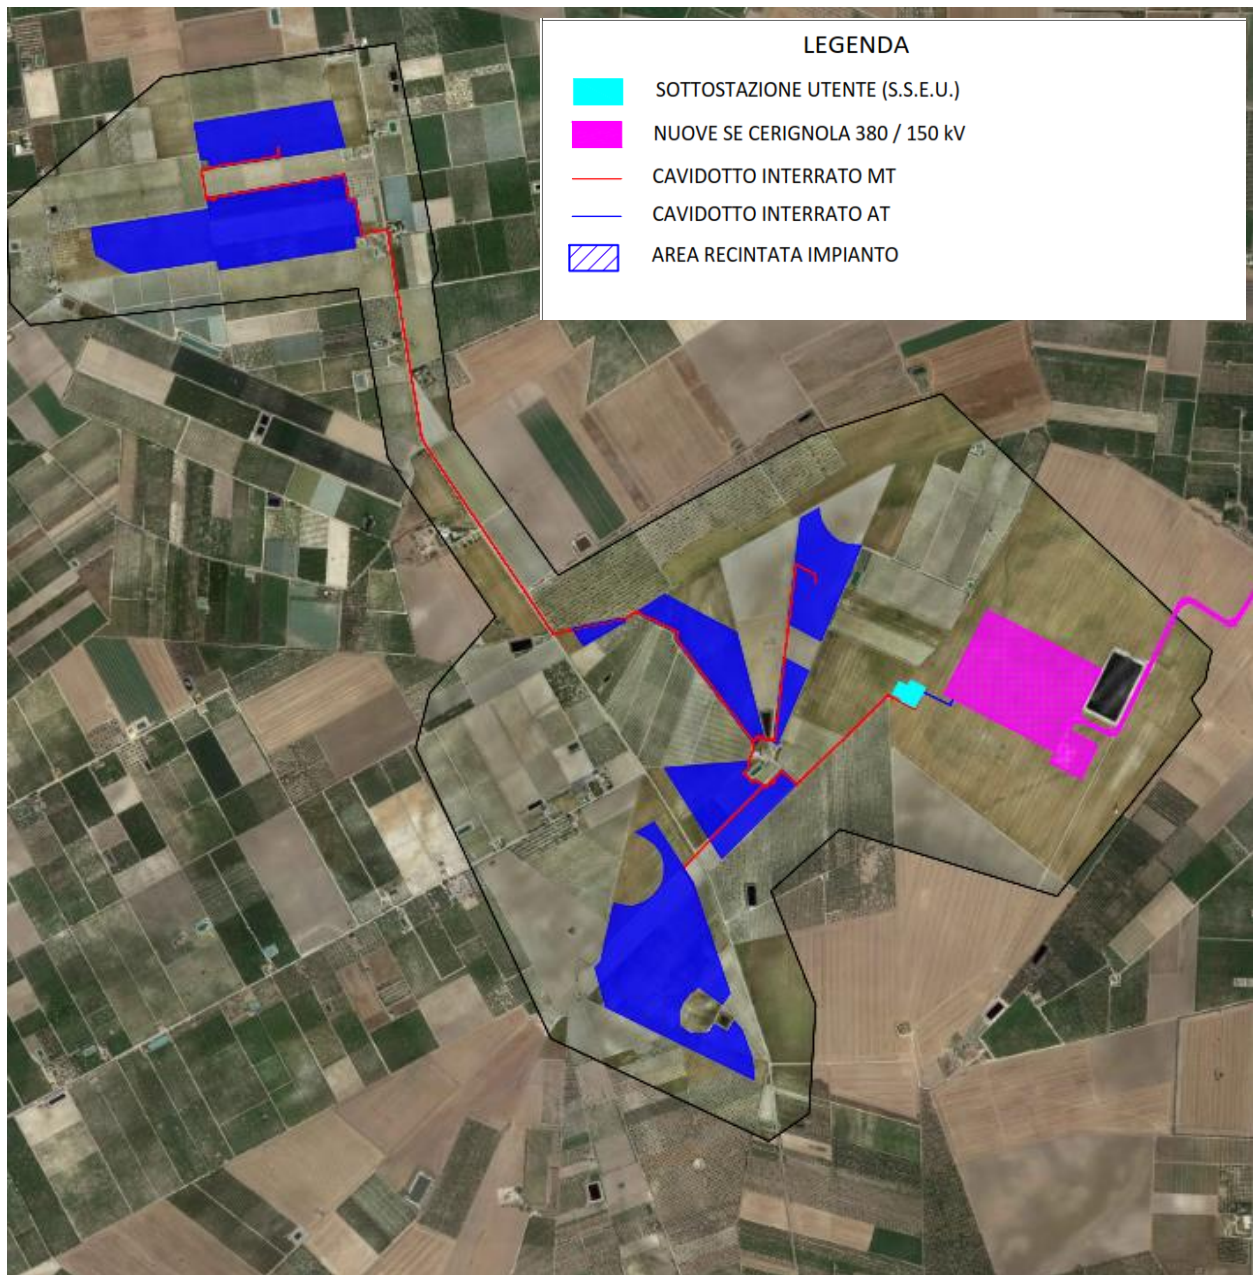 LEGENDA
SOTTOSTAZIONE UTENTE (S.S.E.U.)
NUOVE SE CERIGNOLA 380 / 150 kV
CAVIDOTTO INTERRATO MT
CAVIDOTTO INTERRATO AT
AREA RECINTATA IMPIANTO